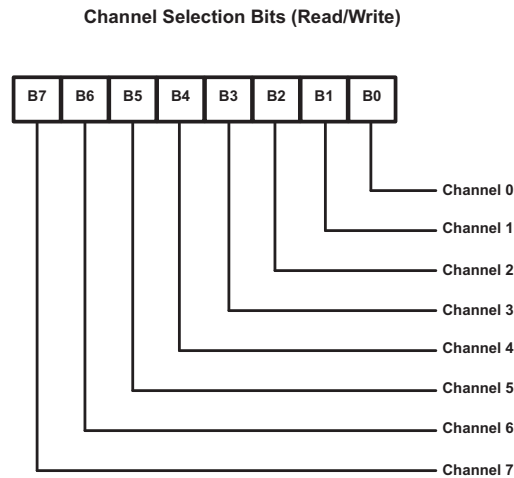 Channel Selection Bits (Read/Write)
B7 B6 B5 B4 B3 B2 B1 B0
Channel 0
Channel 1
Channel 2
Channel 3
Channel 4
Channel 5
Channel 6
Channel 7